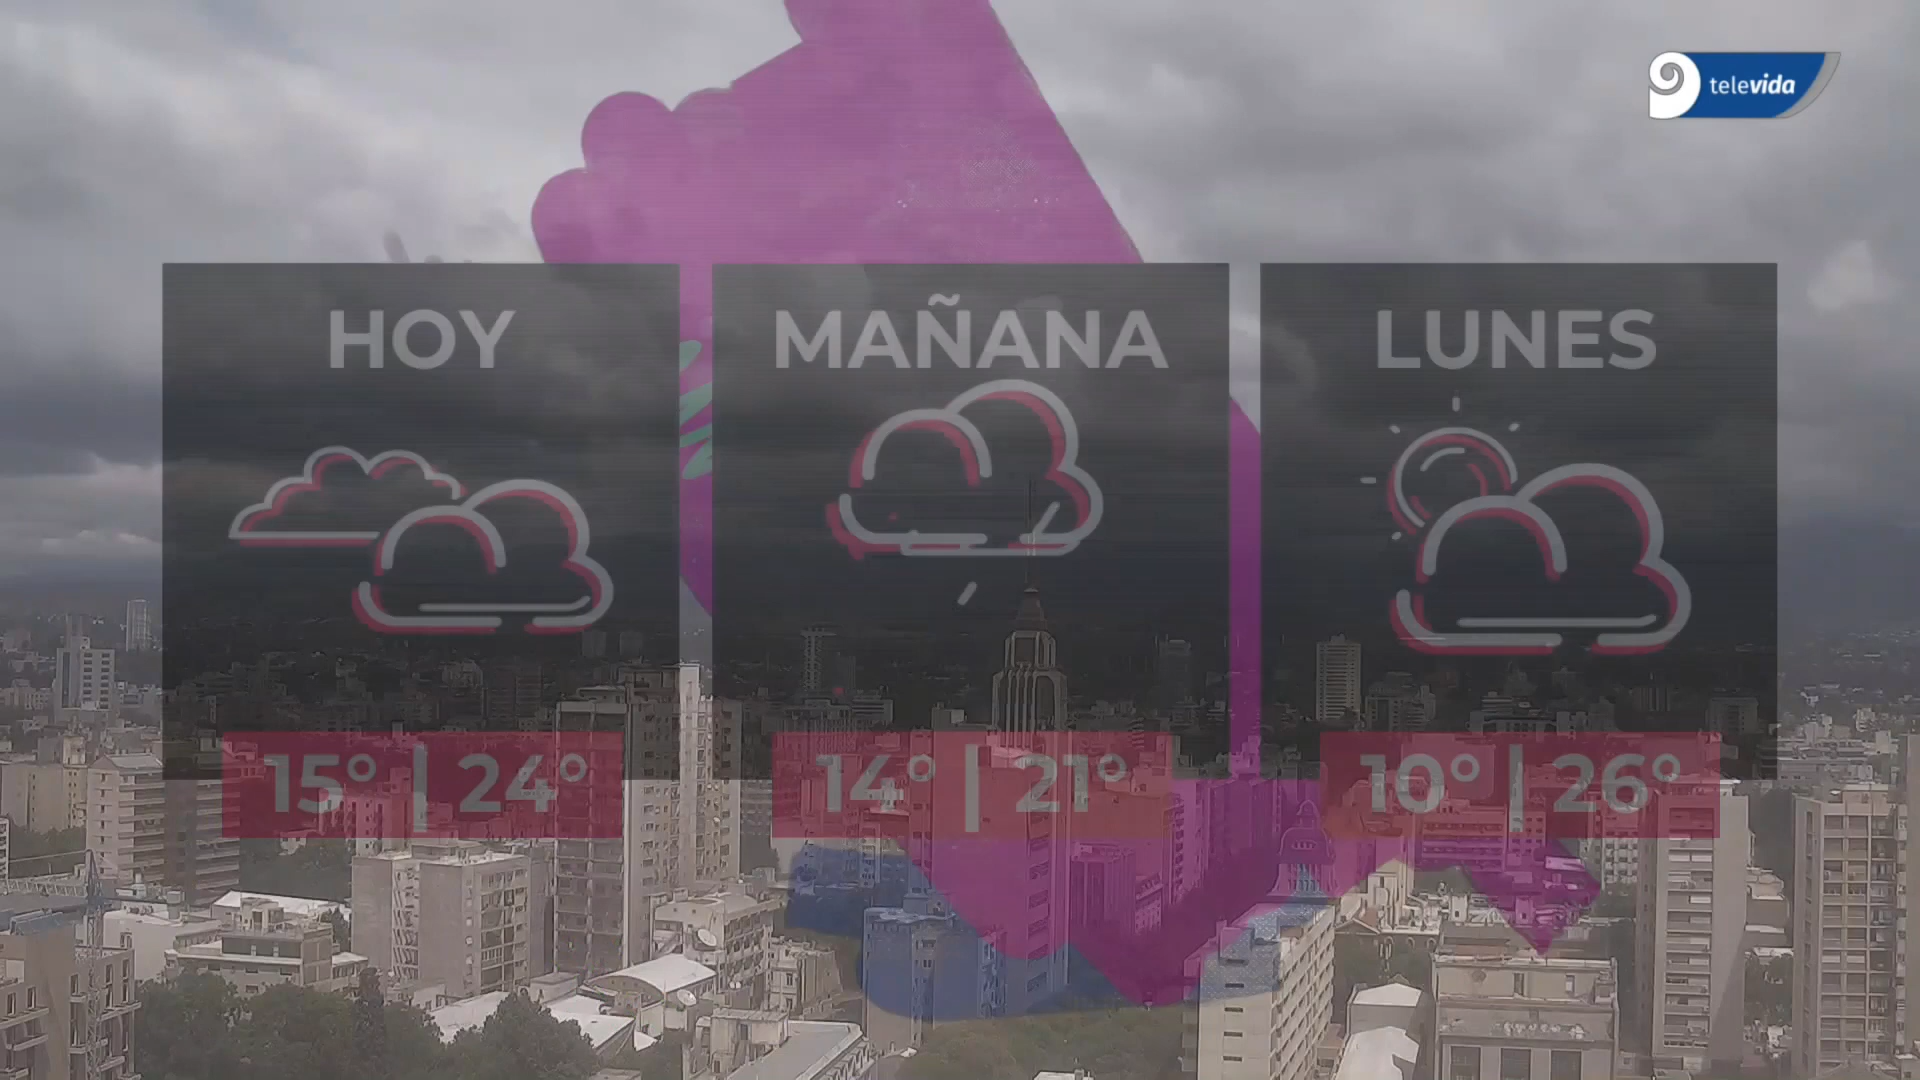 televida
HOY
MAÑANA
LUNES
15° | 24°
14° | 21°
10° | 26°